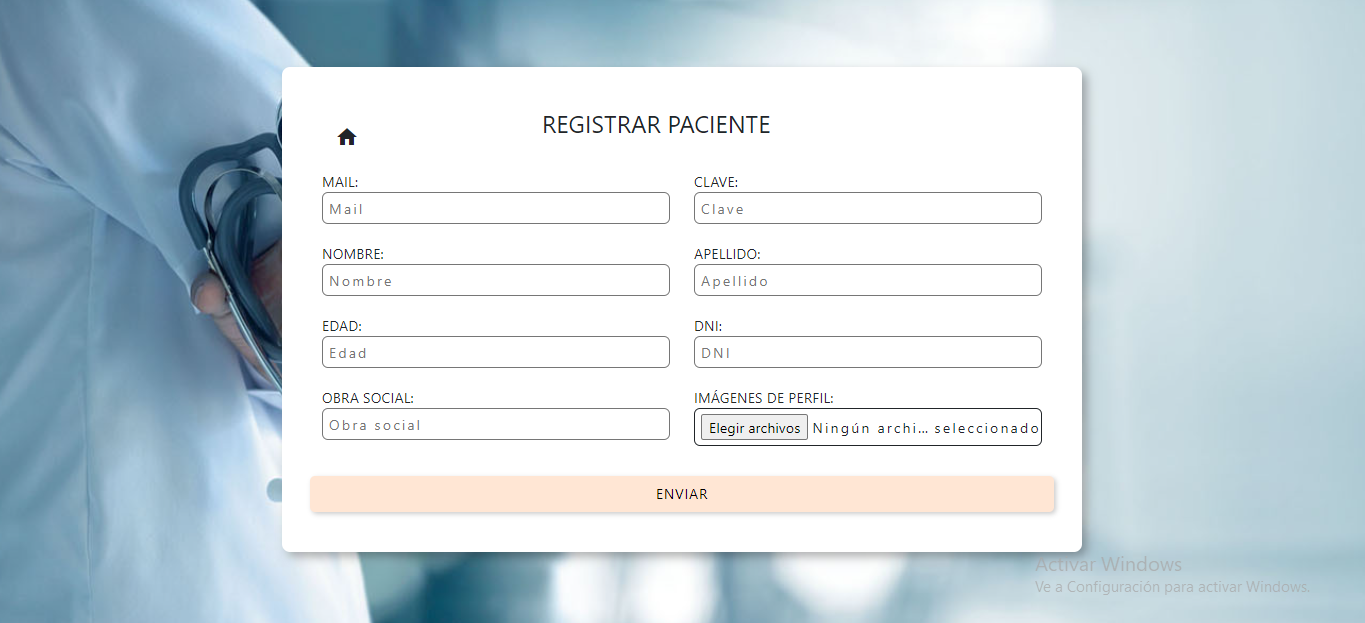 REGISTRAR PACIENTE
MAIL: CLAVE:
Mail Clave
NOMBRE: APELLIDO:
Nombre Apellido
EDAD: DNI:
Edad DNI
OBRA SOCIAL: IMÁGENES DE PERFIL:
Obra social Elegir archivos Ningún archi... seleccionado
ENVIAR
Activar Windows
Ve a Configuración para activar Windows.